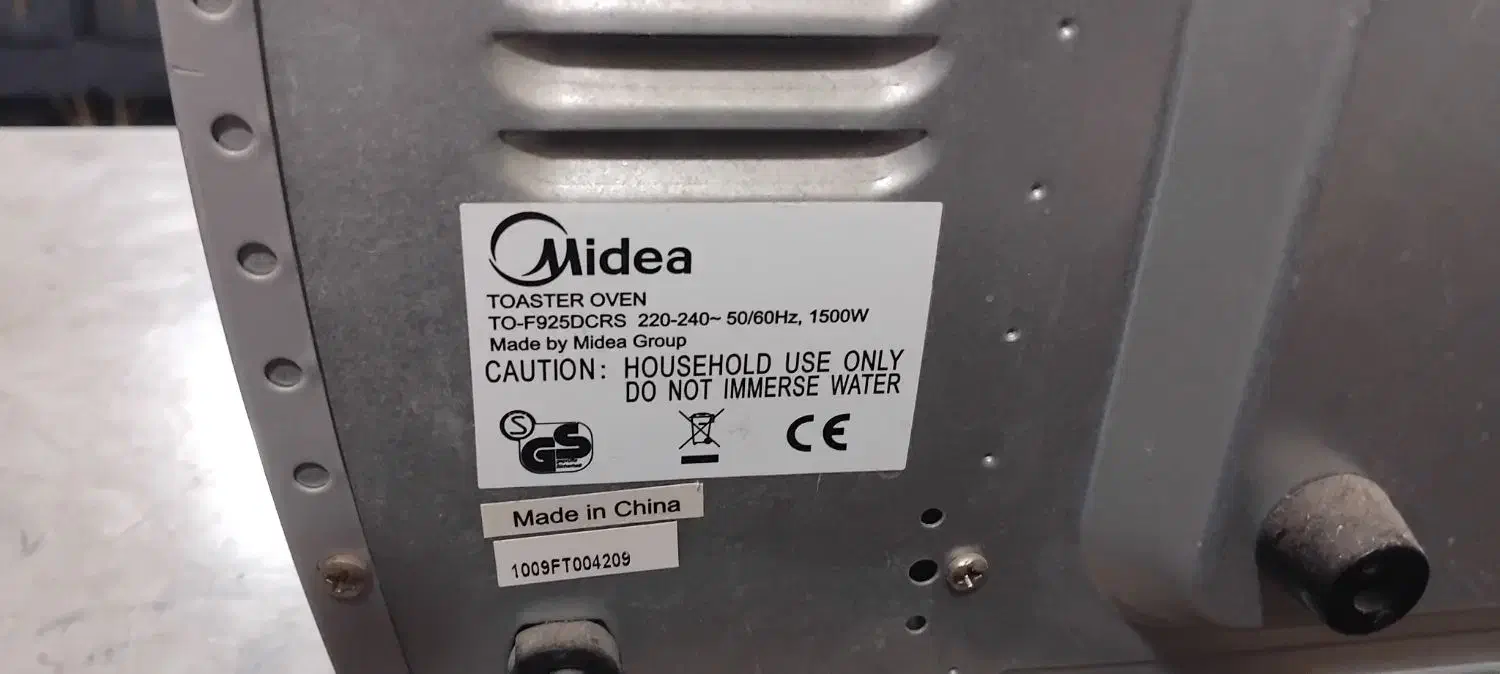 Midea
TOASTER OVEN
TO-F925DCRS 220-240~ 50/60Hz, 1500W
Made by Midea Group
CAUTION: HOUSEHOLD USE ONLY
DO NOT IMMERSE WATER
S
GS
CE
Made in China
1009FT004209